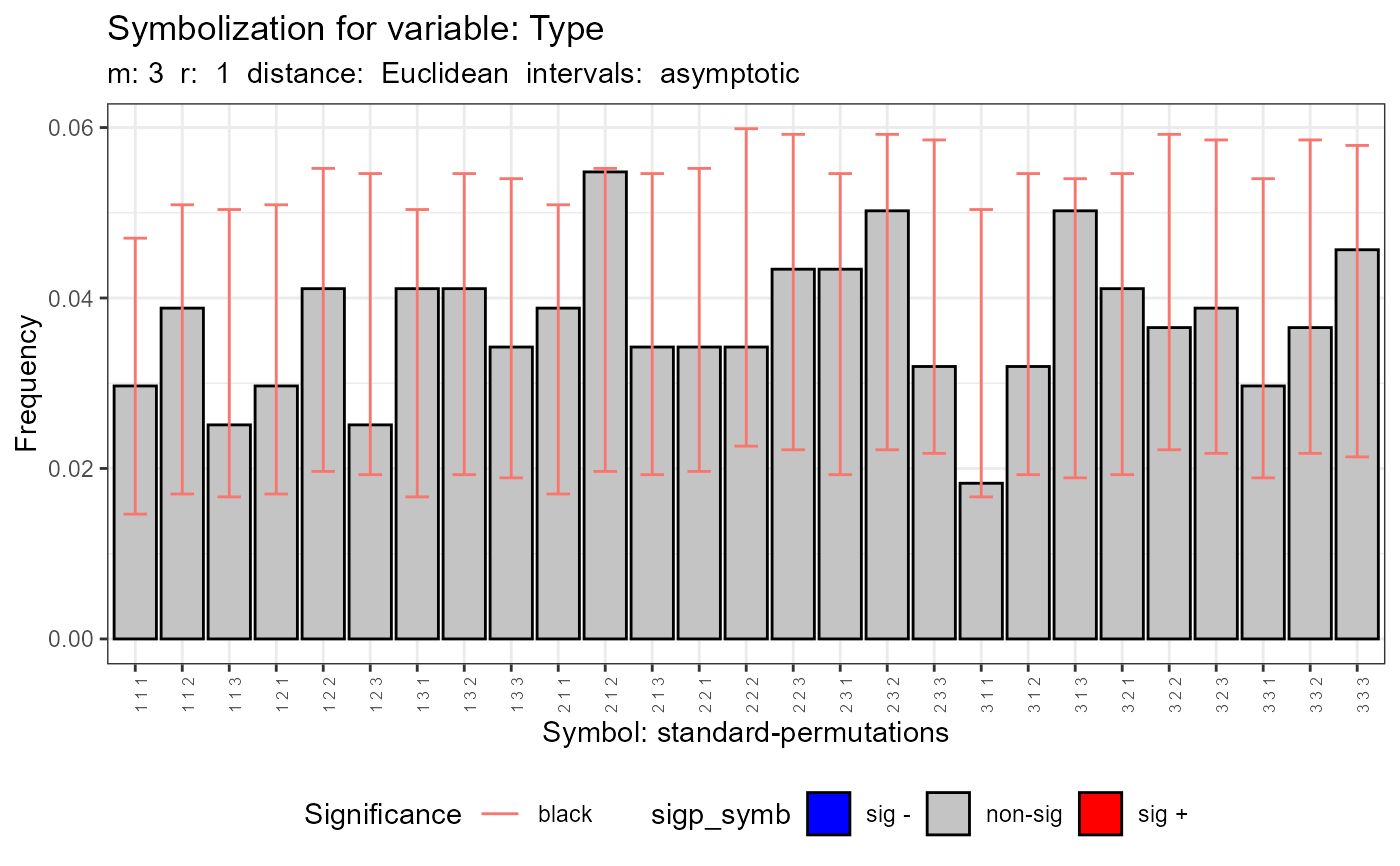 Symbolization for variable: Type
m: 3 r: 1 distance: Euclidean intervals: asymptotic
Frequency
0.06
0.04
0.02
0.00
1 1 1
1 1 2
1 1 3
1 2 1
1 2 2
1 2 3
1 3 1
1 3 2
1 3 3
2 1 1
2 1 2
2 1 3
2 2 1
2 2 2
2 2 3
2 3 1
2 3 2
2 3 3
3 1 1
3 1 2
3 1 3
3 2 1
3 2 2
3 2 3
3 3 1
3 3 2
3 3 3
Symbol: standard-permutations
Significance black sigp_symb sig - non-sig sig +